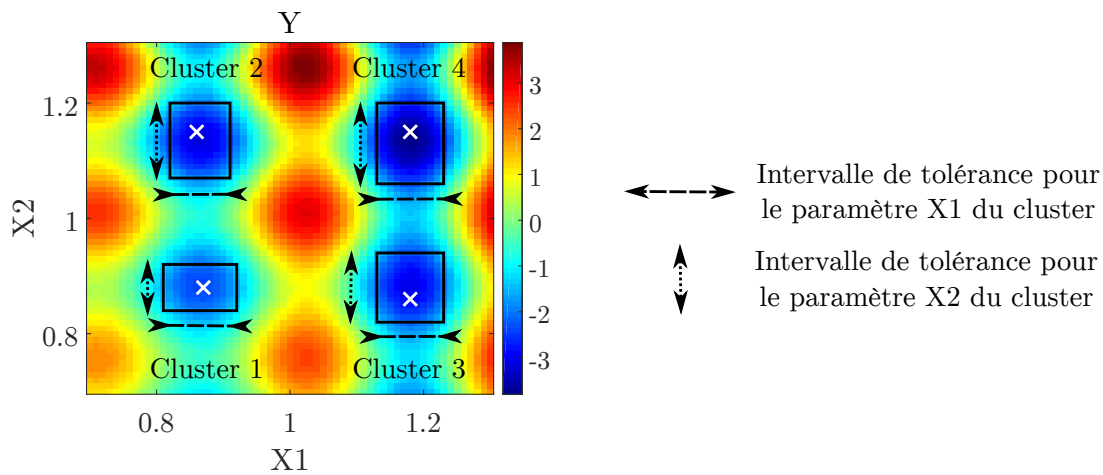 Y
Cluster 2
Cluster 4
Cluster 1
Cluster 3
X2
1.2
1
0.8
0.8
1
1.2
X1
3
2
1
0
-1
-2
-3
Intervalle de tolérance pour
le paramètre X1 du cluster
Intervalle de tolérance pour
le paramètre X2 du cluster